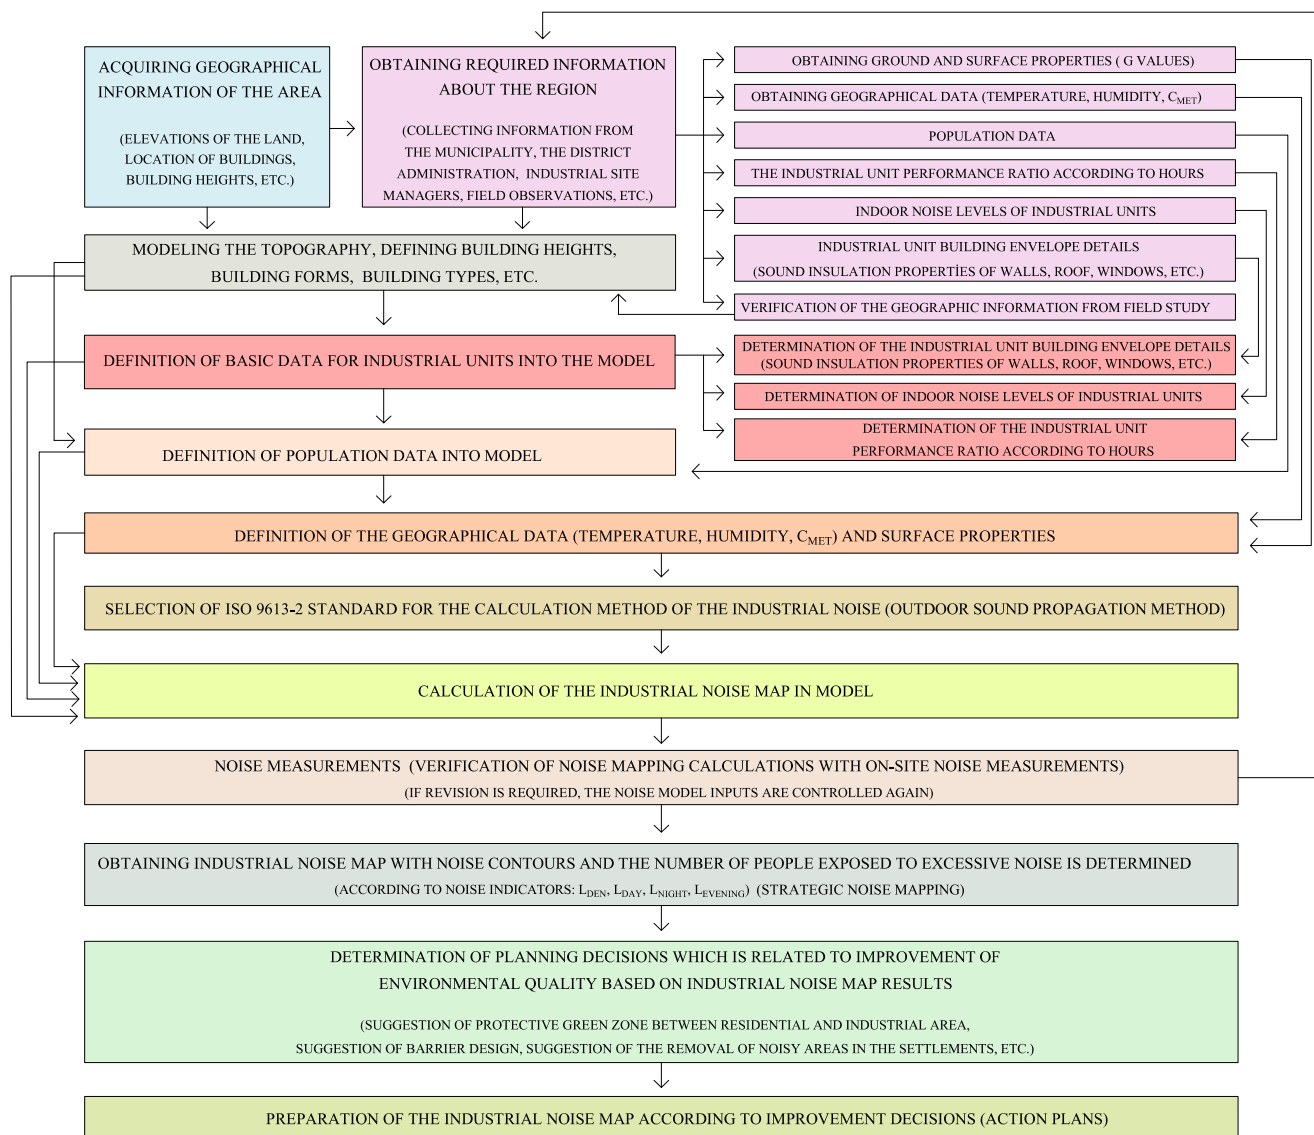 ACQUIRING GEOGRAPHICAL
INFORMATION OF THE AREA
(ELEVATIONS OF THE LAND,
LOCATION OF BUILDINGS,
BUILDING HEIGHTS, ETC.)
OBTAINING REQUIRED INFORMATION
ABOUT THE REGION
(COLLECTING INFORMATION FROM
THE MUNICIPALITY, THE DISTRICT
ADMINISTRATION, INDUSTRIAL SITE
MANAGERS, FIELD OBSERVATIONS, ETC.)
OBTAINING GROUND AND SURFACE PROPERTIES ( G VALUES)
OBTAINING GEOGRAPHICAL DATA (TEMPERATURE, HUMIDITY, CMET)
POPULATION DATA
THE INDUSTRIAL UNIT PERFORMANCE RATIO ACCORDING TO HOURS
INDOOR NOISE LEVELS OF INDUSTRIAL UNITS
INDUSTRIAL UNIT BUILDING ENVELOPE DETAILS
(SOUND INSULATION PROPERTİES OF WALLS, ROOF, WINDOWS, ETC.)
VERIFICATION OF THE GEOGRAPHIC INFORMATION FROM FIELD STUDY
MODELING THE TOPOGRAPHY, DEFINING BUILDING HEIGHTS,
BUILDING FORMS, BUILDING TYPES, ETC.
DEFINITION OF BASIC DATA FOR INDUSTRIAL UNITS INTO THE MODEL
DETERMINATION OF THE INDUSTRIAL UNIT BUILDING ENVELOPE DETAILS
(SOUND INSULATION PROPERTIES OF WALLS, ROOF, WINDOWS, ETC.)
DETERMINATION OF INDOOR NOISE LEVELS OF INDUSTRIAL UNITS
DETERMINATION OF THE INDUSTRIAL UNIT
PERFORMANCE RATIO ACCORDING TO HOURS
DEFINITION OF POPULATION DATA INTO MODEL
DEFINITION OF THE GEOGRAPHICAL DATA (TEMPERATURE, HUMIDITY, CMET) AND SURFACE PROPERTIES
SELECTION OF ISO 9613-2 STANDARD FOR THE CALCULATION METHOD OF THE INDUSTRIAL NOISE (OUTDOOR SOUND PROPAGATION METHOD)
CALCULATION OF THE INDUSTRIAL NOISE MAP IN MODEL
NOISE MEASUREMENTS (VERIFICATION OF NOISE MAPPING CALCULATIONS WITH ON-SITE NOISE MEASUREMENTS)
(IF REVISION IS REQUIRED, THE NOISE MODEL INPUTS ARE CONTROLLED AGAIN)
OBTAINING INDUSTRIAL NOISE MAP WITH NOISE CONTOURS AND THE NUMBER OF PEOPLE EXPOSED TO EXCESSIVE NOISE IS DETERMINED
(ACCORDING TO NOISE INDICATORS: LDEN, LDAY, LNIGHT, LEVENING) (STRATEGIC NOISE MAPPING)
DETERMINATION OF PLANNING DECISIONS WHICH IS RELATED TO IMPROVEMENT OF
ENVIRONMENTAL QUALITY BASED ON INDUSTRIAL NOISE MAP RESULTS
(SUGGESTION OF PROTECTIVE GREEN ZONE BETWEEN RESIDENTIAL AND INDUSTRIAL AREA,
SUGGESTION OF BARRIER DESIGN, SUGGESTION OF THE REMOVAL OF NOISY AREAS IN THE SETTLEMENTS, ETC.)
PREPARATION OF THE INDUSTRIAL NOISE MAP ACCORDING TO IMPROVEMENT DECISIONS (ACTION PLANS)